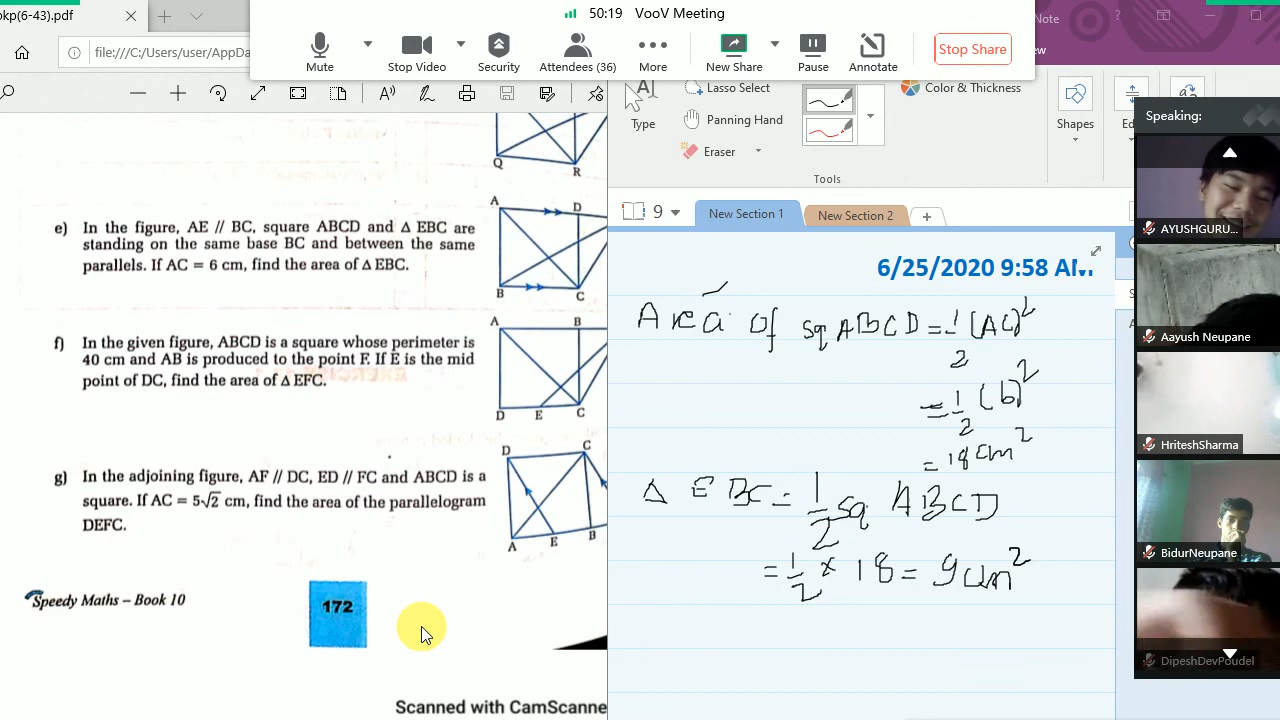 okp(6-43).pdf
50:19 VooV Meeting
Note
file:///C:/Users/user/AppDa
Mute
Stop Video
Security
Attendees (36)
More
New Share
Pause
Annotate
Stop Share
Type
Lasso Select
Panning Hand
Eraser
Color & Thickness
Shapes
Tools
Speaking:
9
New Section 1
New Section 2
Q
R
A
D
e) In the figure, AE // BC, square ABCD and Δ EBC are
standing on the same base BC and between the same
parallels. If AC = 6 cm, find the area of Δ EBC.
B
C
A
B
f) In the given figure, ABCD is a square whose perimeter is
40 cm and AB is produced to the point F. If E is the mid
point of DC, find the area of Δ EFC.
D
E
C
D
C
g) In the adjoining figure, AF // DC, ED // FC and ABCD is a
square. If AC = 5√2 cm, find the area of the parallelogram
DEFC.
A
E
B
Speedy Maths – Book 10
172
Scanned with CamScanne
6/25/2020 9:58 AM
Area of sq ABCD = 1/2 (AC)²
= 1/2 (6)²
= 18 cm²
Δ EBC = 1/2 sq ABCD
= 1/2 × 18 = 9 cm²
AYUSHGURU...
Aayush Neupane
HriteshSharma
BidurNeupane
DipeshDevPoudel